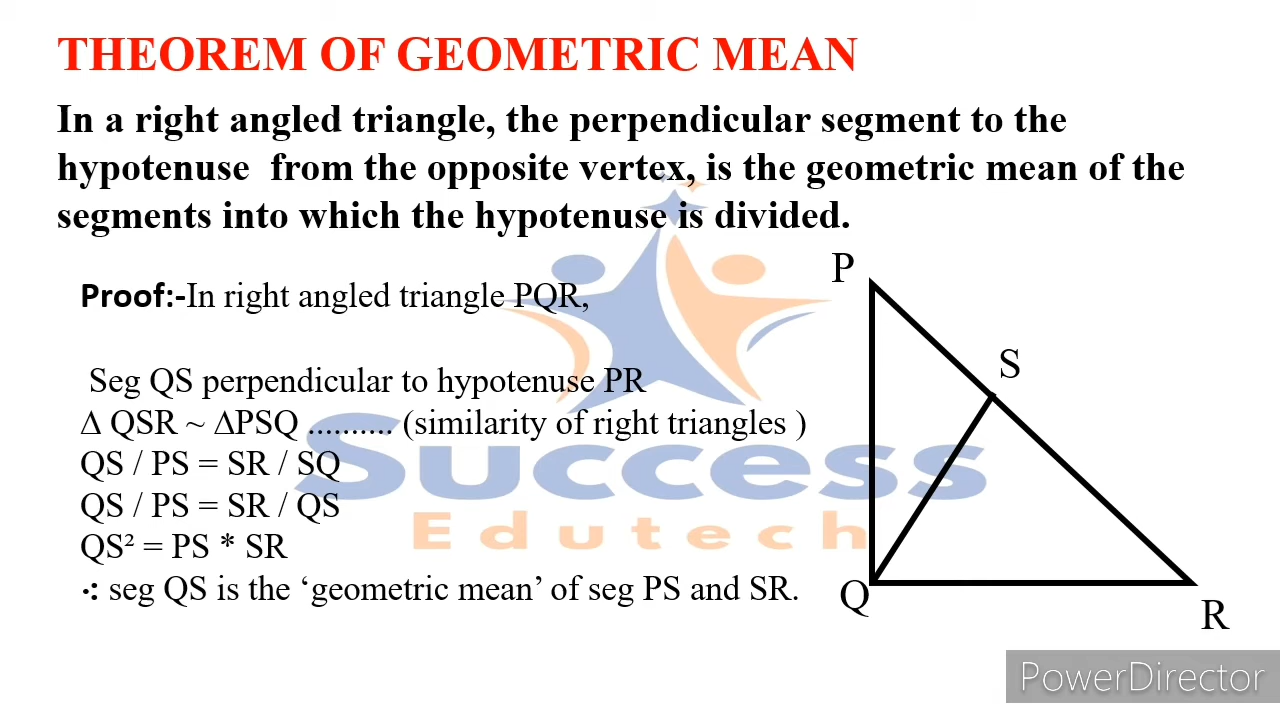 THEOREM OF GEOMETRIC MEAN
In a right angled triangle, the perpendicular segment to the
hypotenuse from the opposite vertex, is the geometric mean of the
segments into which the hypotenuse is divided.
Proof:-In right angled triangle PQR,
Seg QS perpendicular to hypotenuse PR
Δ QSR ~ ΔPSQ .......... (similarity of right triangles )
QS / PS = SR / SQ
QS / PS = SR / QS
QS² = PS * SR
∴ seg QS is the ‘geometric mean’ of seg PS and SR.
P
S
Q
R
Success
Edutech
PowerDirector